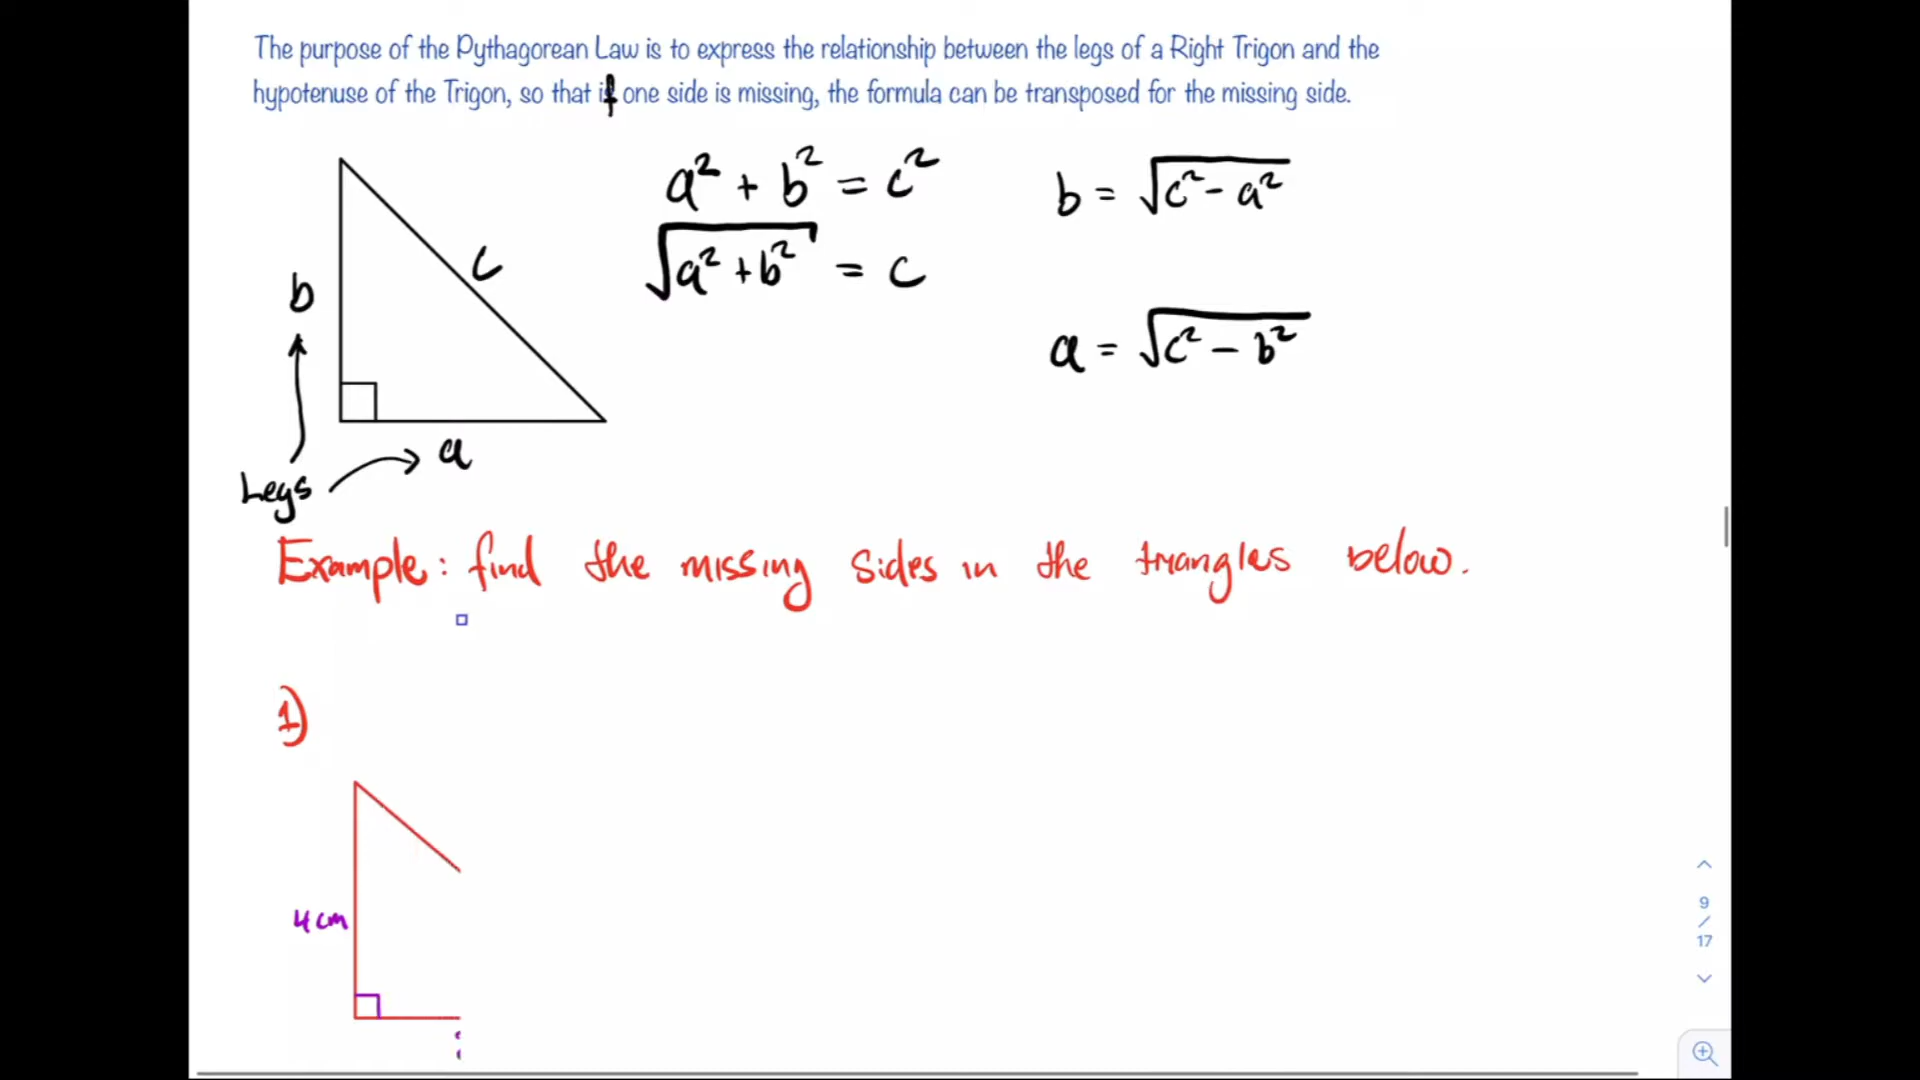 The purpose of the Pythagorean Law is to express the relationship between the legs of a Right Trigon and the
hypotenuse of the Trigon, so that if one side is missing, the formula can be transposed for the missing side.
a² + b² = c²
b = √c² - a²
√a² + b² = c
c
b
a = √c² - b²
a
Legs
Example: find the missing sides in the triangles below.
1)
4 cm
9
/
17